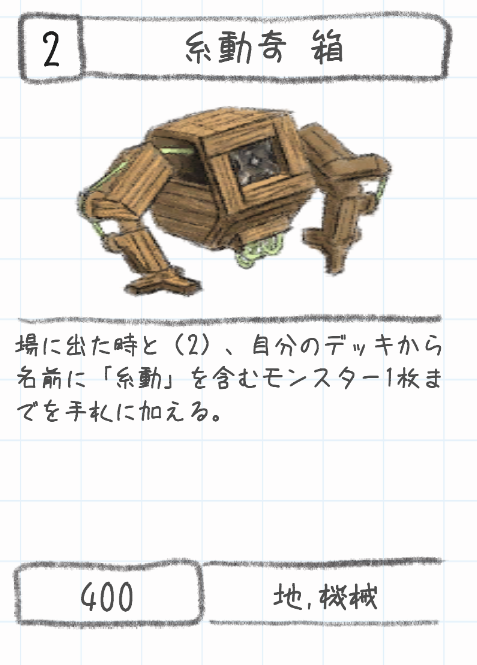 2
糸動奇 箱
場に出た時と（2）、自分のデッキから
名前に「糸動」を含むモンスター1枚ま
でを手札に加える。
400
地,機械